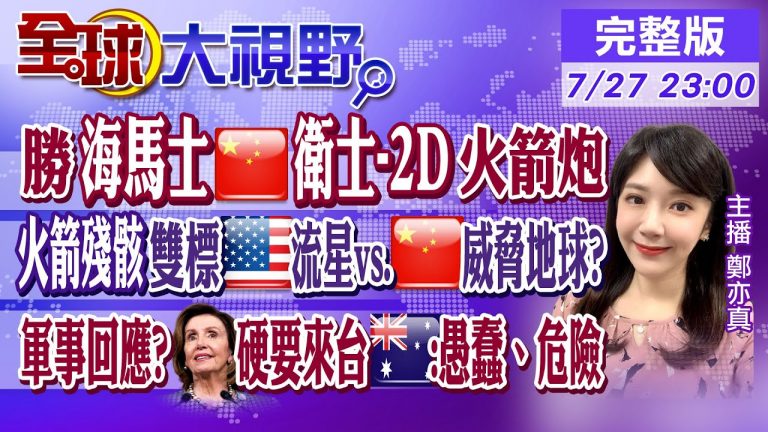 全球大視野
完整版
7/27 23:00
勝 海馬士 衛士-2D 火箭炮
火箭殘骸 雙標 流星vs. 威脅地球?
軍事回應? 硬要來台 :愚蠢、危險
主播 鄭亦真